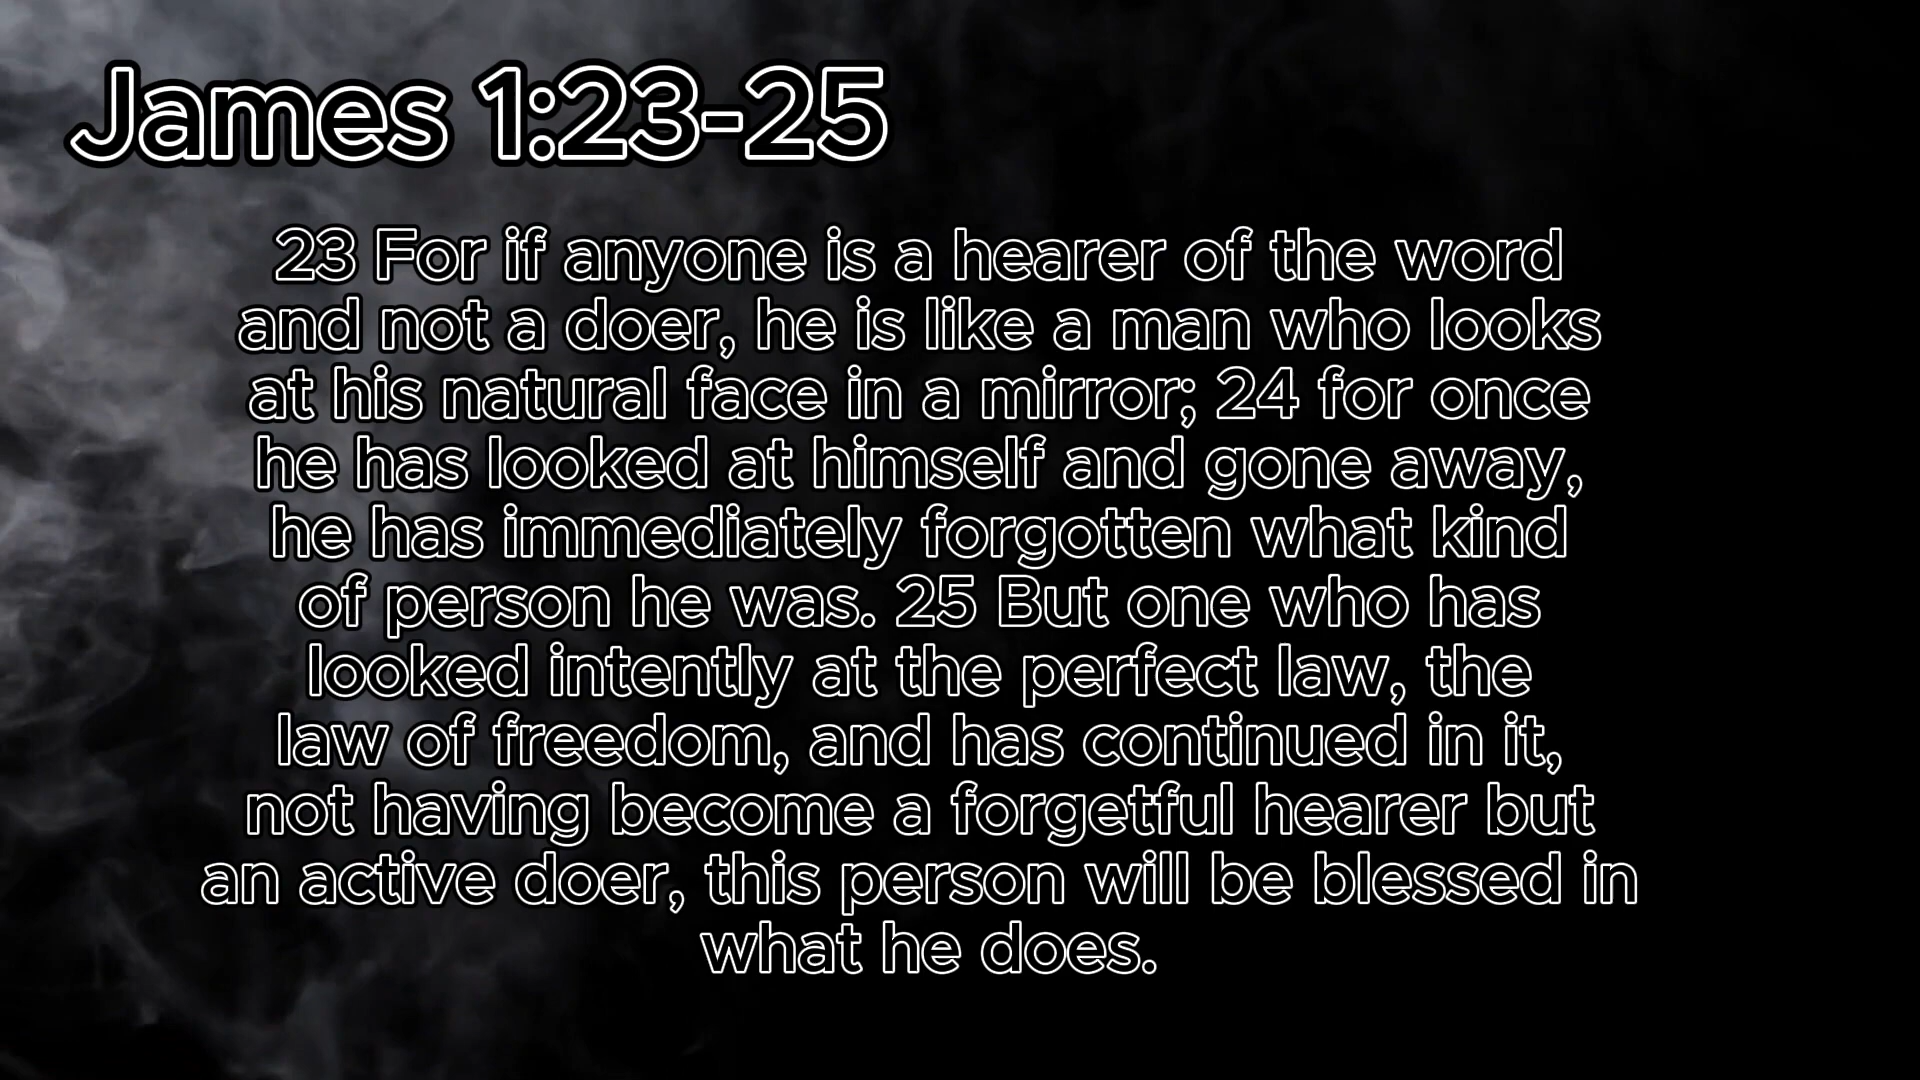 James 1:23-25
23 For if anyone is a hearer of the word
and not a doer, he is like a man who looks
at his natural face in a mirror; 24 for once
he has looked at himself and gone away,
he has immediately forgotten what kind
of person he was. 25 But one who has
looked intently at the perfect law, the
law of freedom, and has continued in it,
not having become a forgetful hearer but
an active doer, this person will be blessed in
what he does.